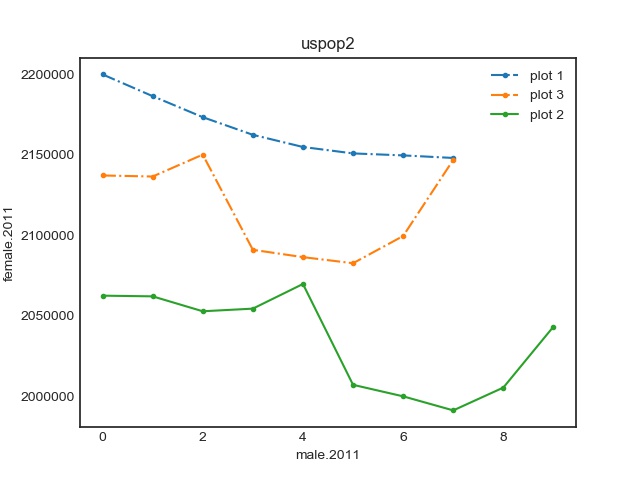 uspop2
plot 1
plot 3
plot 2
2200000
2150000
2100000
2050000
2000000
female.2011
0 2 4 6 8
male.2011